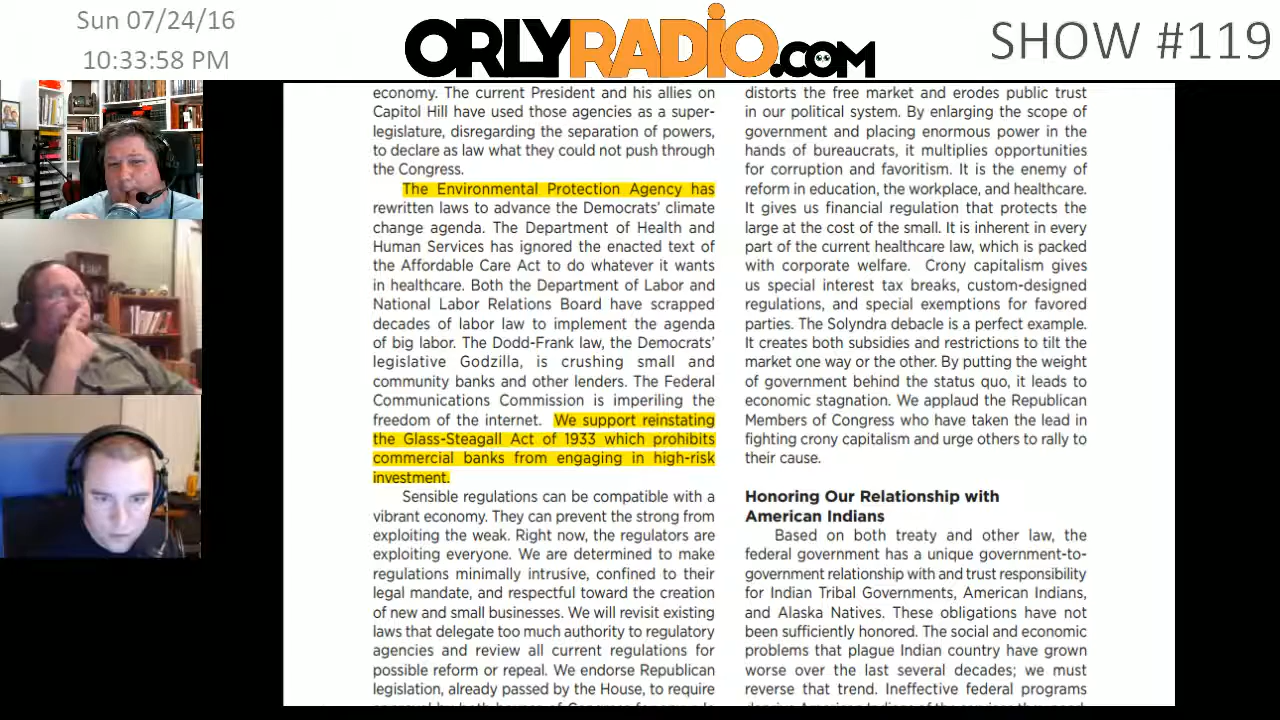 Sun 07/24/16
10:33:58 PM
ORLYRADiO.COM
SHOW #119
economy. The current President and his allies on
Capitol Hill have used those agencies as a super-
legislature, disregarding the separation of powers,
to declare as law what they could not push through
the Congress.
The Environmental Protection Agency has
rewritten laws to advance the Democrats’ climate
change agenda. The Department of Health and
Human Services has ignored the enacted text of
the Affordable Care Act to do whatever it wants
in healthcare. Both the Department of Labor and
National Labor Relations Board have scrapped
decades of labor law to implement the agenda
of big labor. The Dodd-Frank law, the Democrats’
legislative Godzilla, is crushing small and
community banks and other lenders. The Federal
Communications Commission is imperiling the
freedom of the internet. We support reinstating
the Glass-Steagall Act of 1933 which prohibits
commercial banks from engaging in high-risk
investment.
Sensible regulations can be compatible with a
vibrant economy. They can prevent the strong from
exploiting the weak. Right now, the regulators are
exploiting everyone. We are determined to make
regulations minimally intrusive, confined to their
legal mandate, and respectful toward the creation
of new and small businesses. We will revisit existing
laws that delegate too much authority to regulatory
agencies and review all current regulations for
possible reform or repeal. We endorse Republican
legislation, already passed by the House, to require
distorts the free market and erodes public trust
in our political system. By enlarging the scope of
government and placing enormous power in the
hands of bureaucrats, it multiplies opportunities
for corruption and favoritism. It is the enemy of
reform in education, the workplace, and healthcare.
It gives us financial regulation that protects the
large at the cost of the small. It is inherent in every
part of the current healthcare law, which is packed
with corporate welfare. Crony capitalism gives
us special interest tax breaks, custom-designed
regulations, and special exemptions for favored
parties. The Solyndra debacle is a perfect example.
It creates both subsidies and restrictions to tilt the
market one way or the other. By putting the weight
of government behind the status quo, it leads to
economic stagnation. We applaud the Republican
Members of Congress who have taken the lead in
fighting crony capitalism and urge others to rally to
their cause.
Honoring Our Relationship with
American Indians
Based on both treaty and other law, the
federal government has a unique government-to-
government relationship with and trust responsibility
for Indian Tribal Governments, American Indians,
and Alaska Natives. These obligations have not
been sufficiently honored. The social and economic
problems that plague Indian country have grown
worse over the last several decades; we must
reverse that trend. Ineffective federal programs